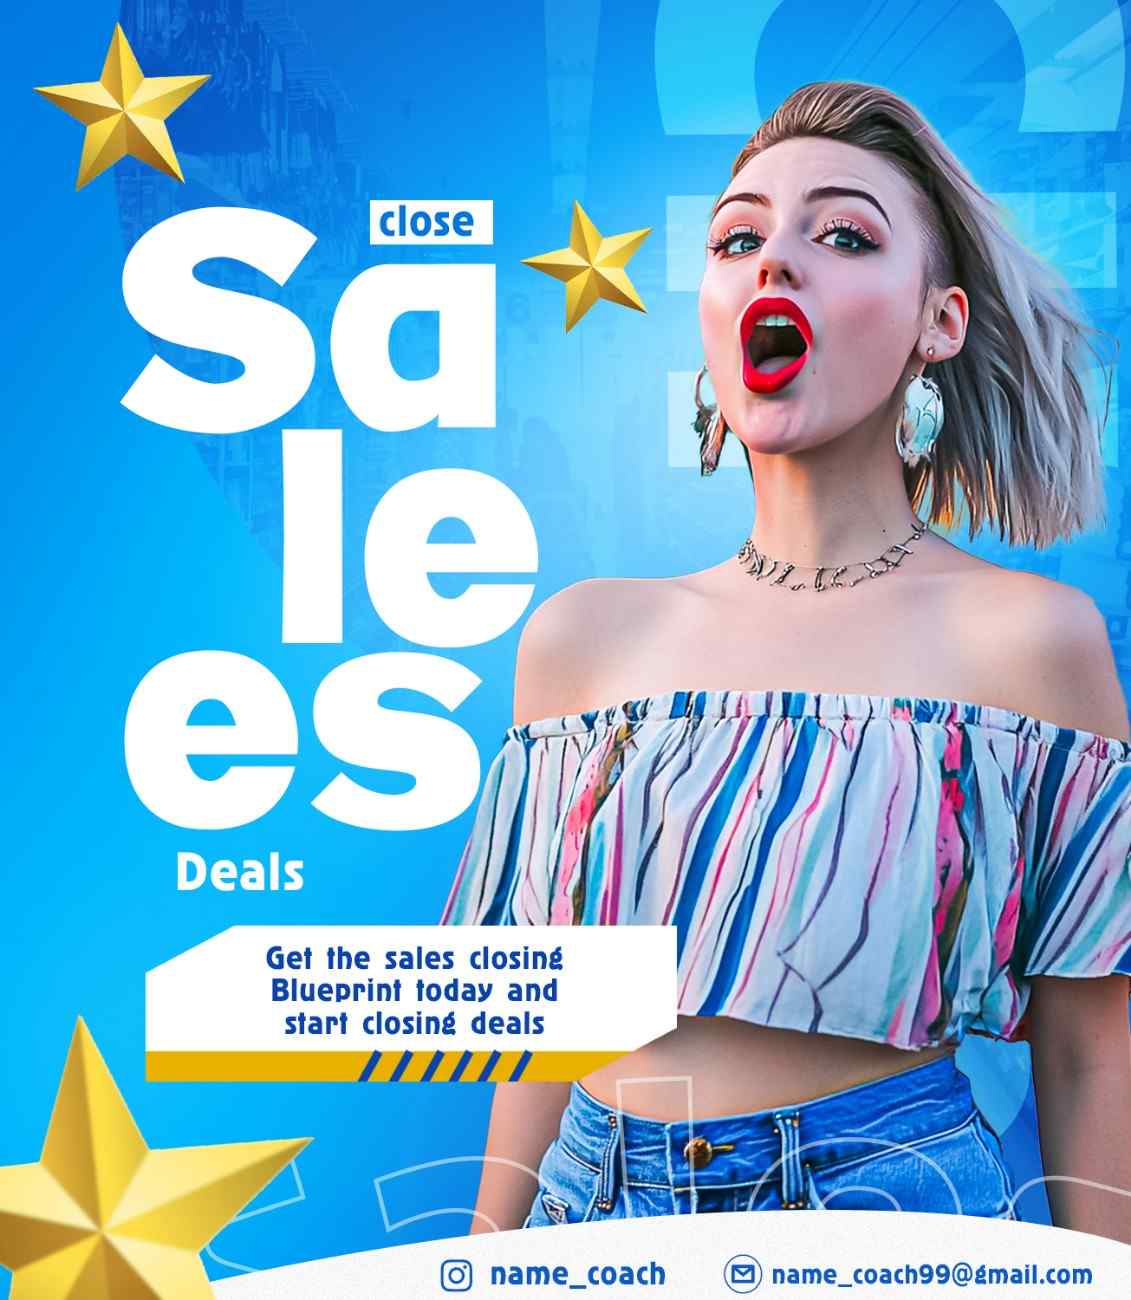 close
Sa
le
es
Deals
Get the sales closing
Blueprint today and
start closing deals
name_coach
name_coach99@gmail.com